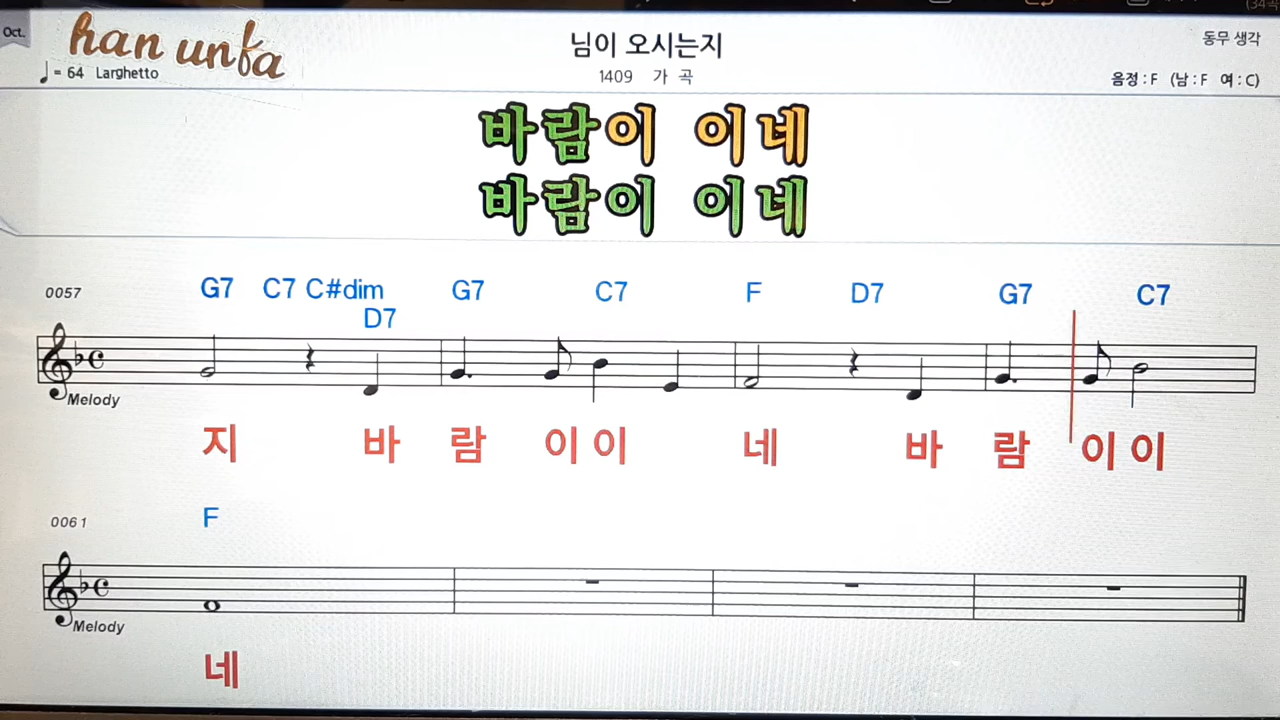 Oct.
han unfa
님이 오시는지
동무 생각
♩ = 64 Larghetto
1409 가 곡
음정 : F (남 : F 여 : C)
바람이 이네
바람이 이네
0057 G7 C7 C#dim D7 G7 C7 F D7 G7 C7
Melody
지 바 람 이 이 네 바 람 이 이
0061 F
Melody
네